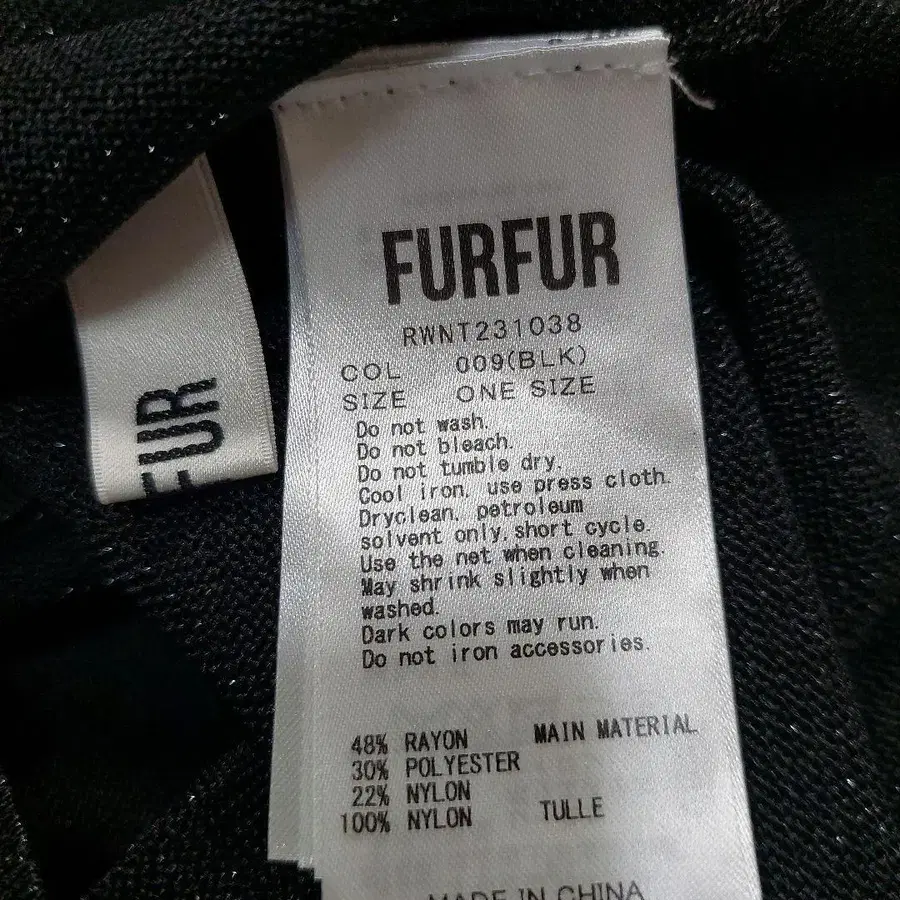 FURFUR
RWNT231038
COL 009(BLK)
SIZE ONE SIZE
Do not wash.
Do not bleach.
Do not tumble dry.
Cool iron, use press cloth.
Dryclean, petroleum
solvent only, short cycle.
Use the net when cleaning.
May shrink slightly when
washed.
Dark colors may run.
Do not iron accessories.
48% RAYON MAIN MATERIAL
30% POLYESTER
22% NYLON
100% NYLON TULLE
MADE IN CHINA
FUR